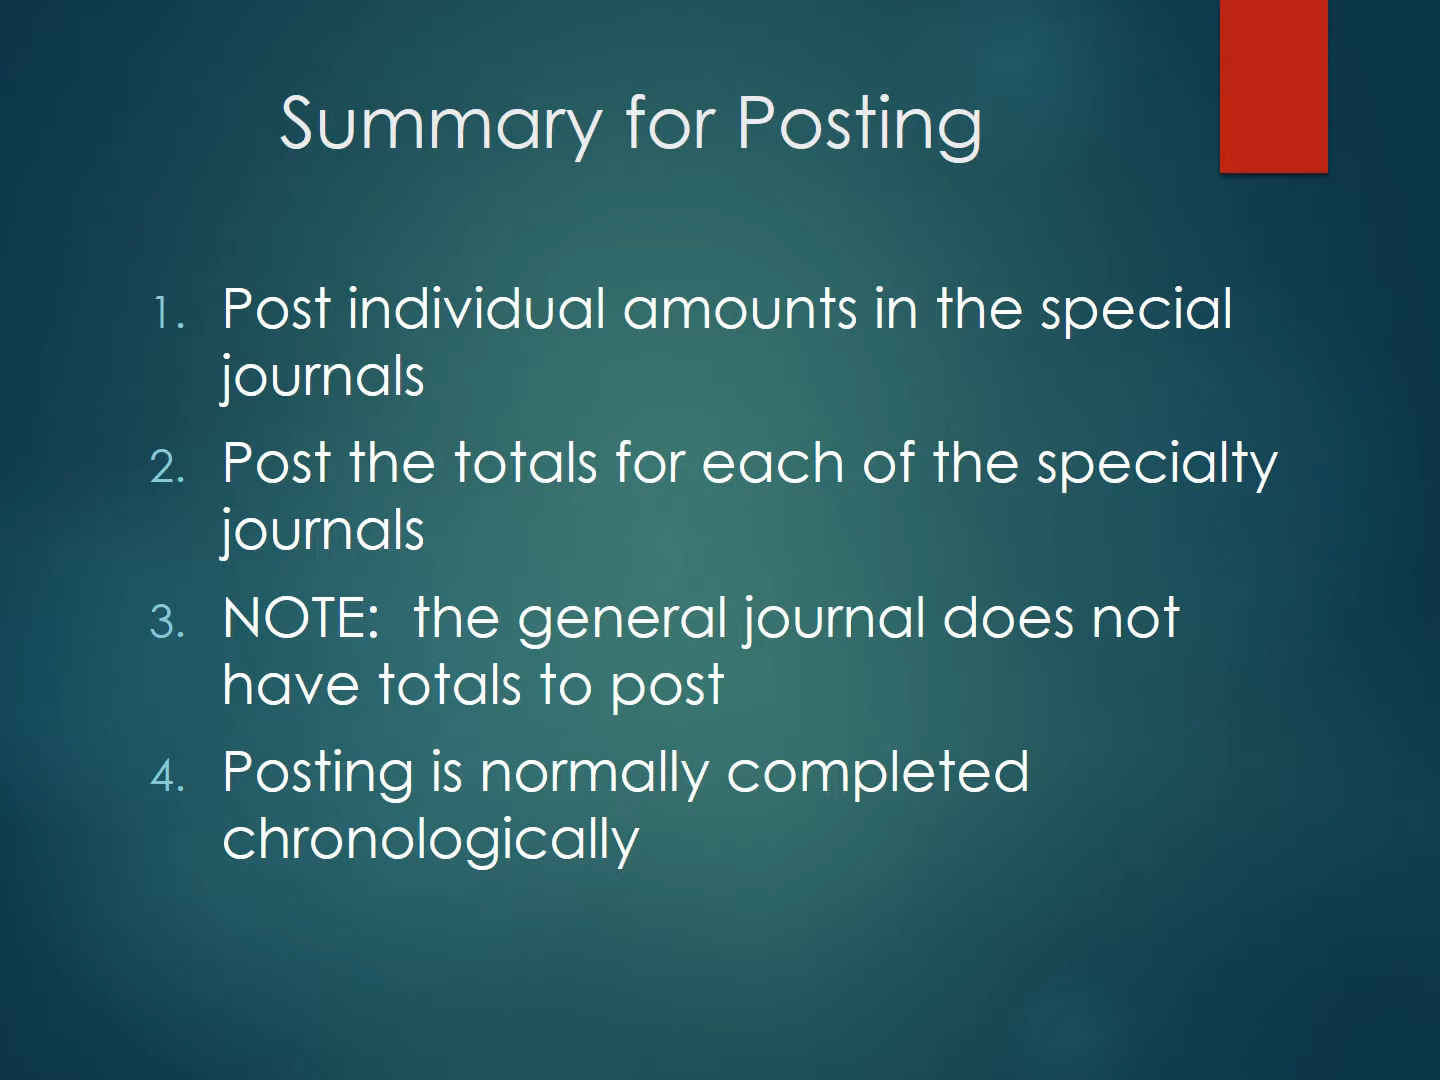 Summary for Posting
1. Post individual amounts in the special
journals
2. Post the totals for each of the specialty
journals
3. NOTE:  the general journal does not
have totals to post
4. Posting is normally completed
chronologically